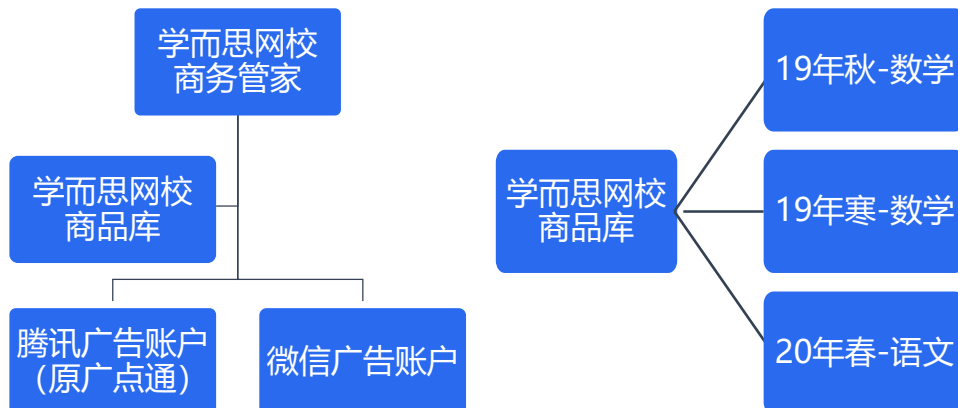 学而思网校
商务管家
学而思网校
商品库
腾讯广告账户
（原广点通）
微信广告账户
学而思网校
商品库
19年秋-数学
19年寒-数学
20年春-语文